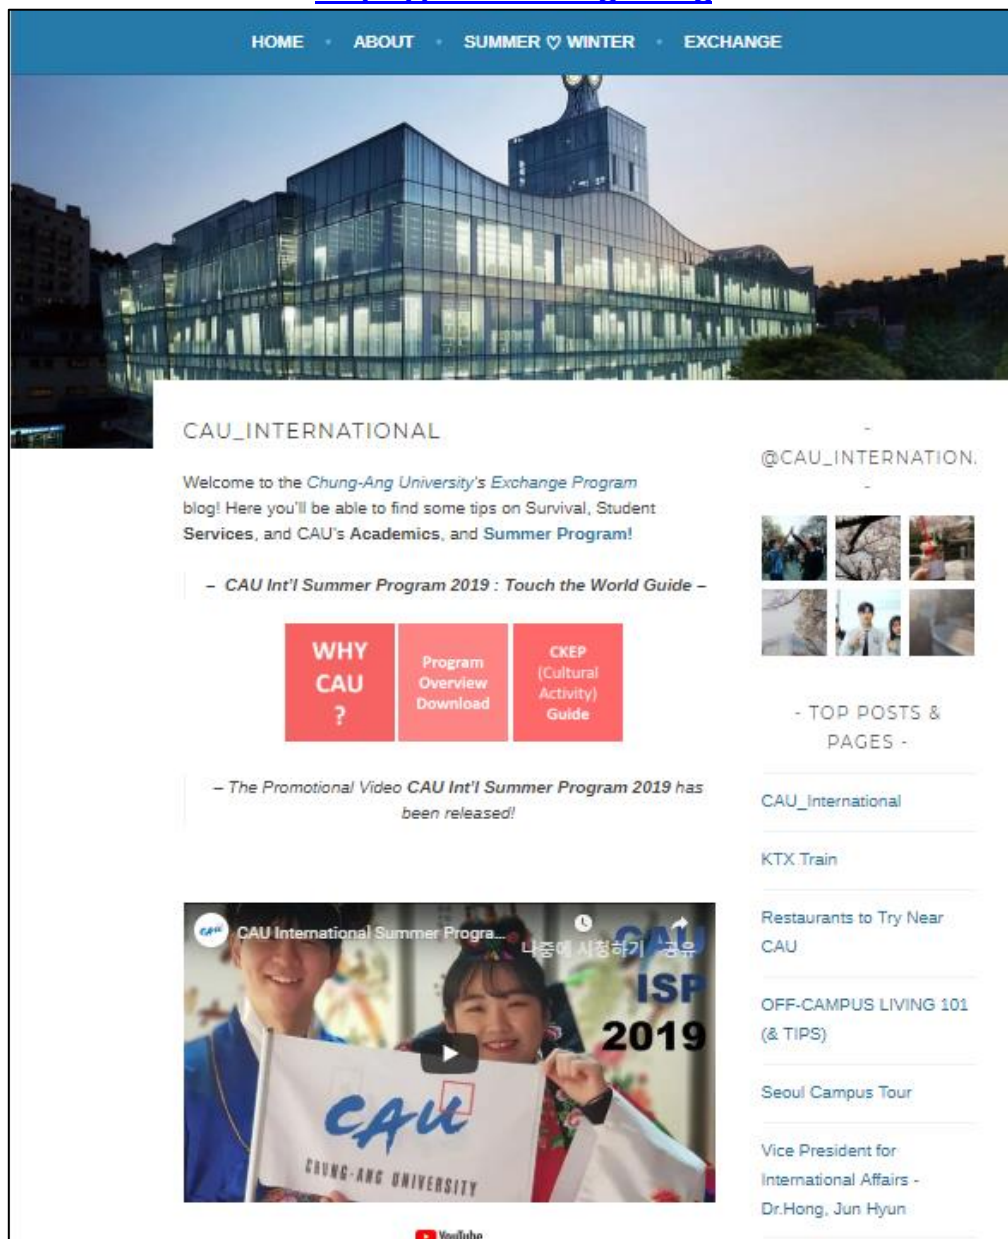 HOME • ABOUT • SUMMER ♡ WINTER • EXCHANGE
CAU_INTERNATIONAL
Welcome to the Chung-Ang University's Exchange Program
blog! Here you'll be able to find some tips on Survival, Student
Services, and CAU's Academics, and Summer Program!
– CAU Int'l Summer Program 2019 : Touch the World Guide –
WHY
CAU
?
Program
Overview
Download
CKEP
(Cultural
Activity)
Guide
– The Promotional Video CAU Int'l Summer Program 2019 has
been released!
CAU
CAU International Summer Progra...
나중에 시청하기
공유
CAU
ISP
2019
CAU
CHUNG-ANG UNIVERSITY
YouTube
-
@CAU_INTERNATION.
-
- TOP POSTS &
PAGES -
CAU_International
KTX Train
Restaurants to Try Near
CAU
OFF-CAMPUS LIVING 101
(& TIPS)
Seoul Campus Tour
Vice President for
International Affairs -
Dr.Hong, Jun Hyun